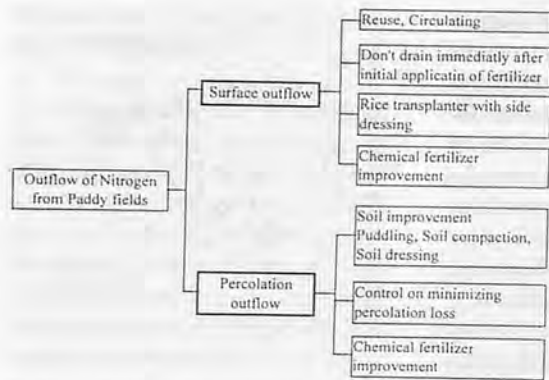 Reuse, Circulating
Don't drain immediatly after
initial applicatin of fertilizer
Surface outflow
Rice transplanter with side
dressing
Chemical fertilizer
improvement
Outflow of Nitrogen
from Paddy fields
Soil improvement
Puddling, Soil compaction,
Soil dressing
Percolation
outflow
Control on minimizing
percolation loss
Chemical fertilizer
improvement